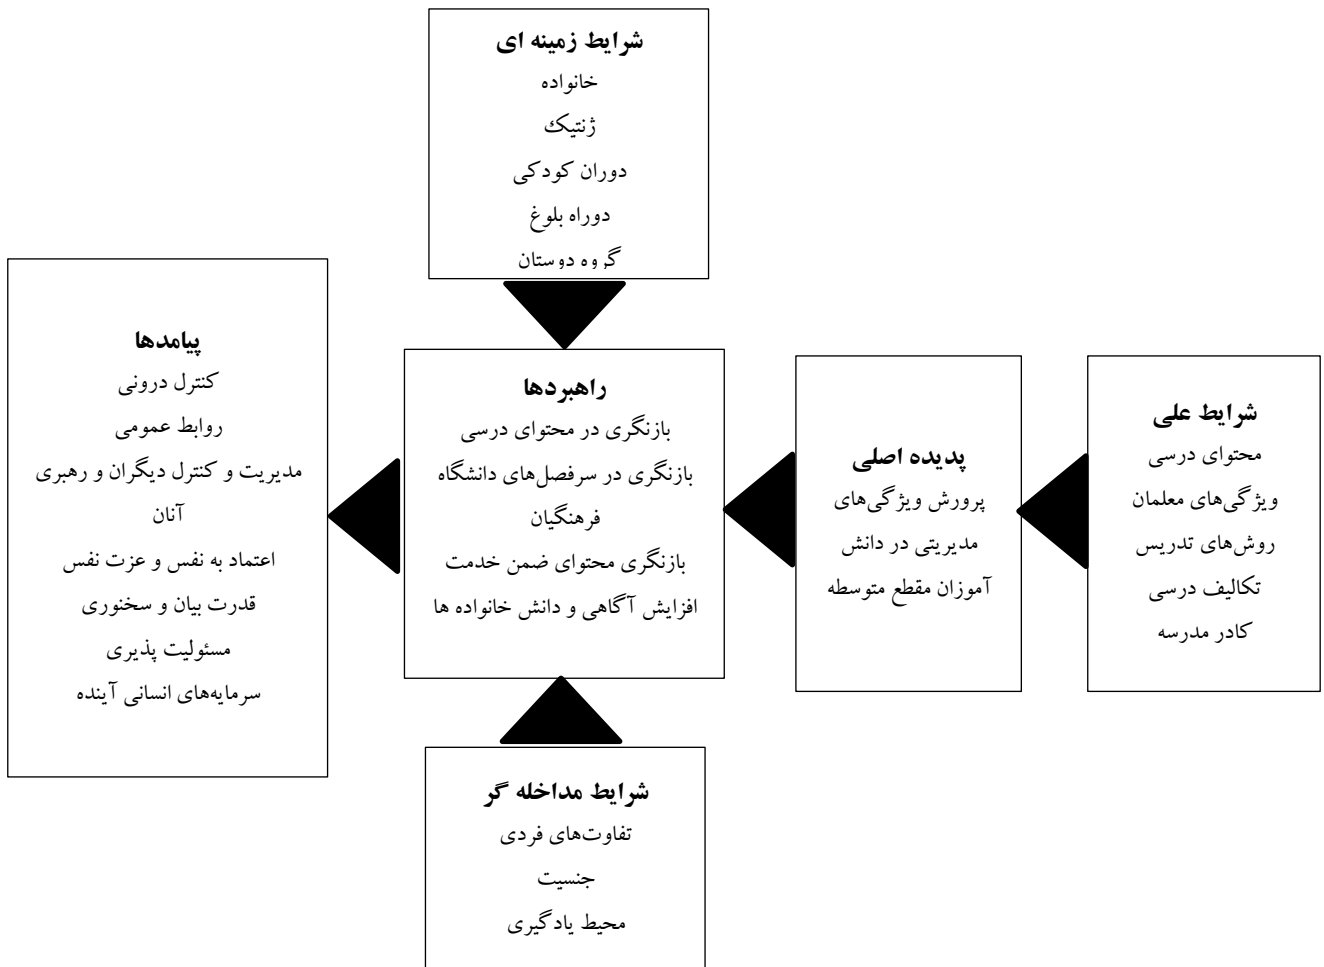 شرایط زمینه ای
خانواده
ژنتیک
دوران کودکی
دوراه بلوغ
گروه دوستان
شرایط علی
محتوای درسی
ویژگی‌های معلمان
روش‌های تدریس
تکالیف درسی
کادر مدرسه
پدیده اصلی
پرورش ویژگی‌های
مدیریتی در دانش
آموزان مقطع متوسطه
راهبردها
بازنگری در محتوای درسی
بازنگری در سرفصل‌های دانشگاه
فرهنگیان
بازنگری محتوای ضمن خدمت
افزایش آگاهی و دانش خانواده ها
پیامدها
کنترل درونی
روابط عمومی
مدیریت و کنترل دیگران و رهبری
آنان
اعتماد به نفس و عزت نفس
قدرت بیان و سخنوری
مسئولیت پذیری
سرمایه‌های انسانی آینده
شرایط مداخله گر
تفاوت‌های فردی
جنسیت
محیط یادگیری